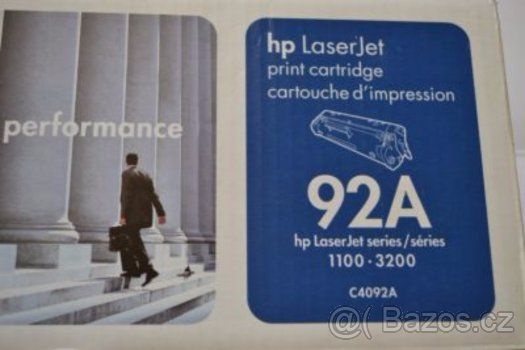 performance
hp LaserJet
print cartridge
cartouche d'impression
92A
hp LaserJet series/séries
1100 · 3200
C4092A
© Bazos.cz